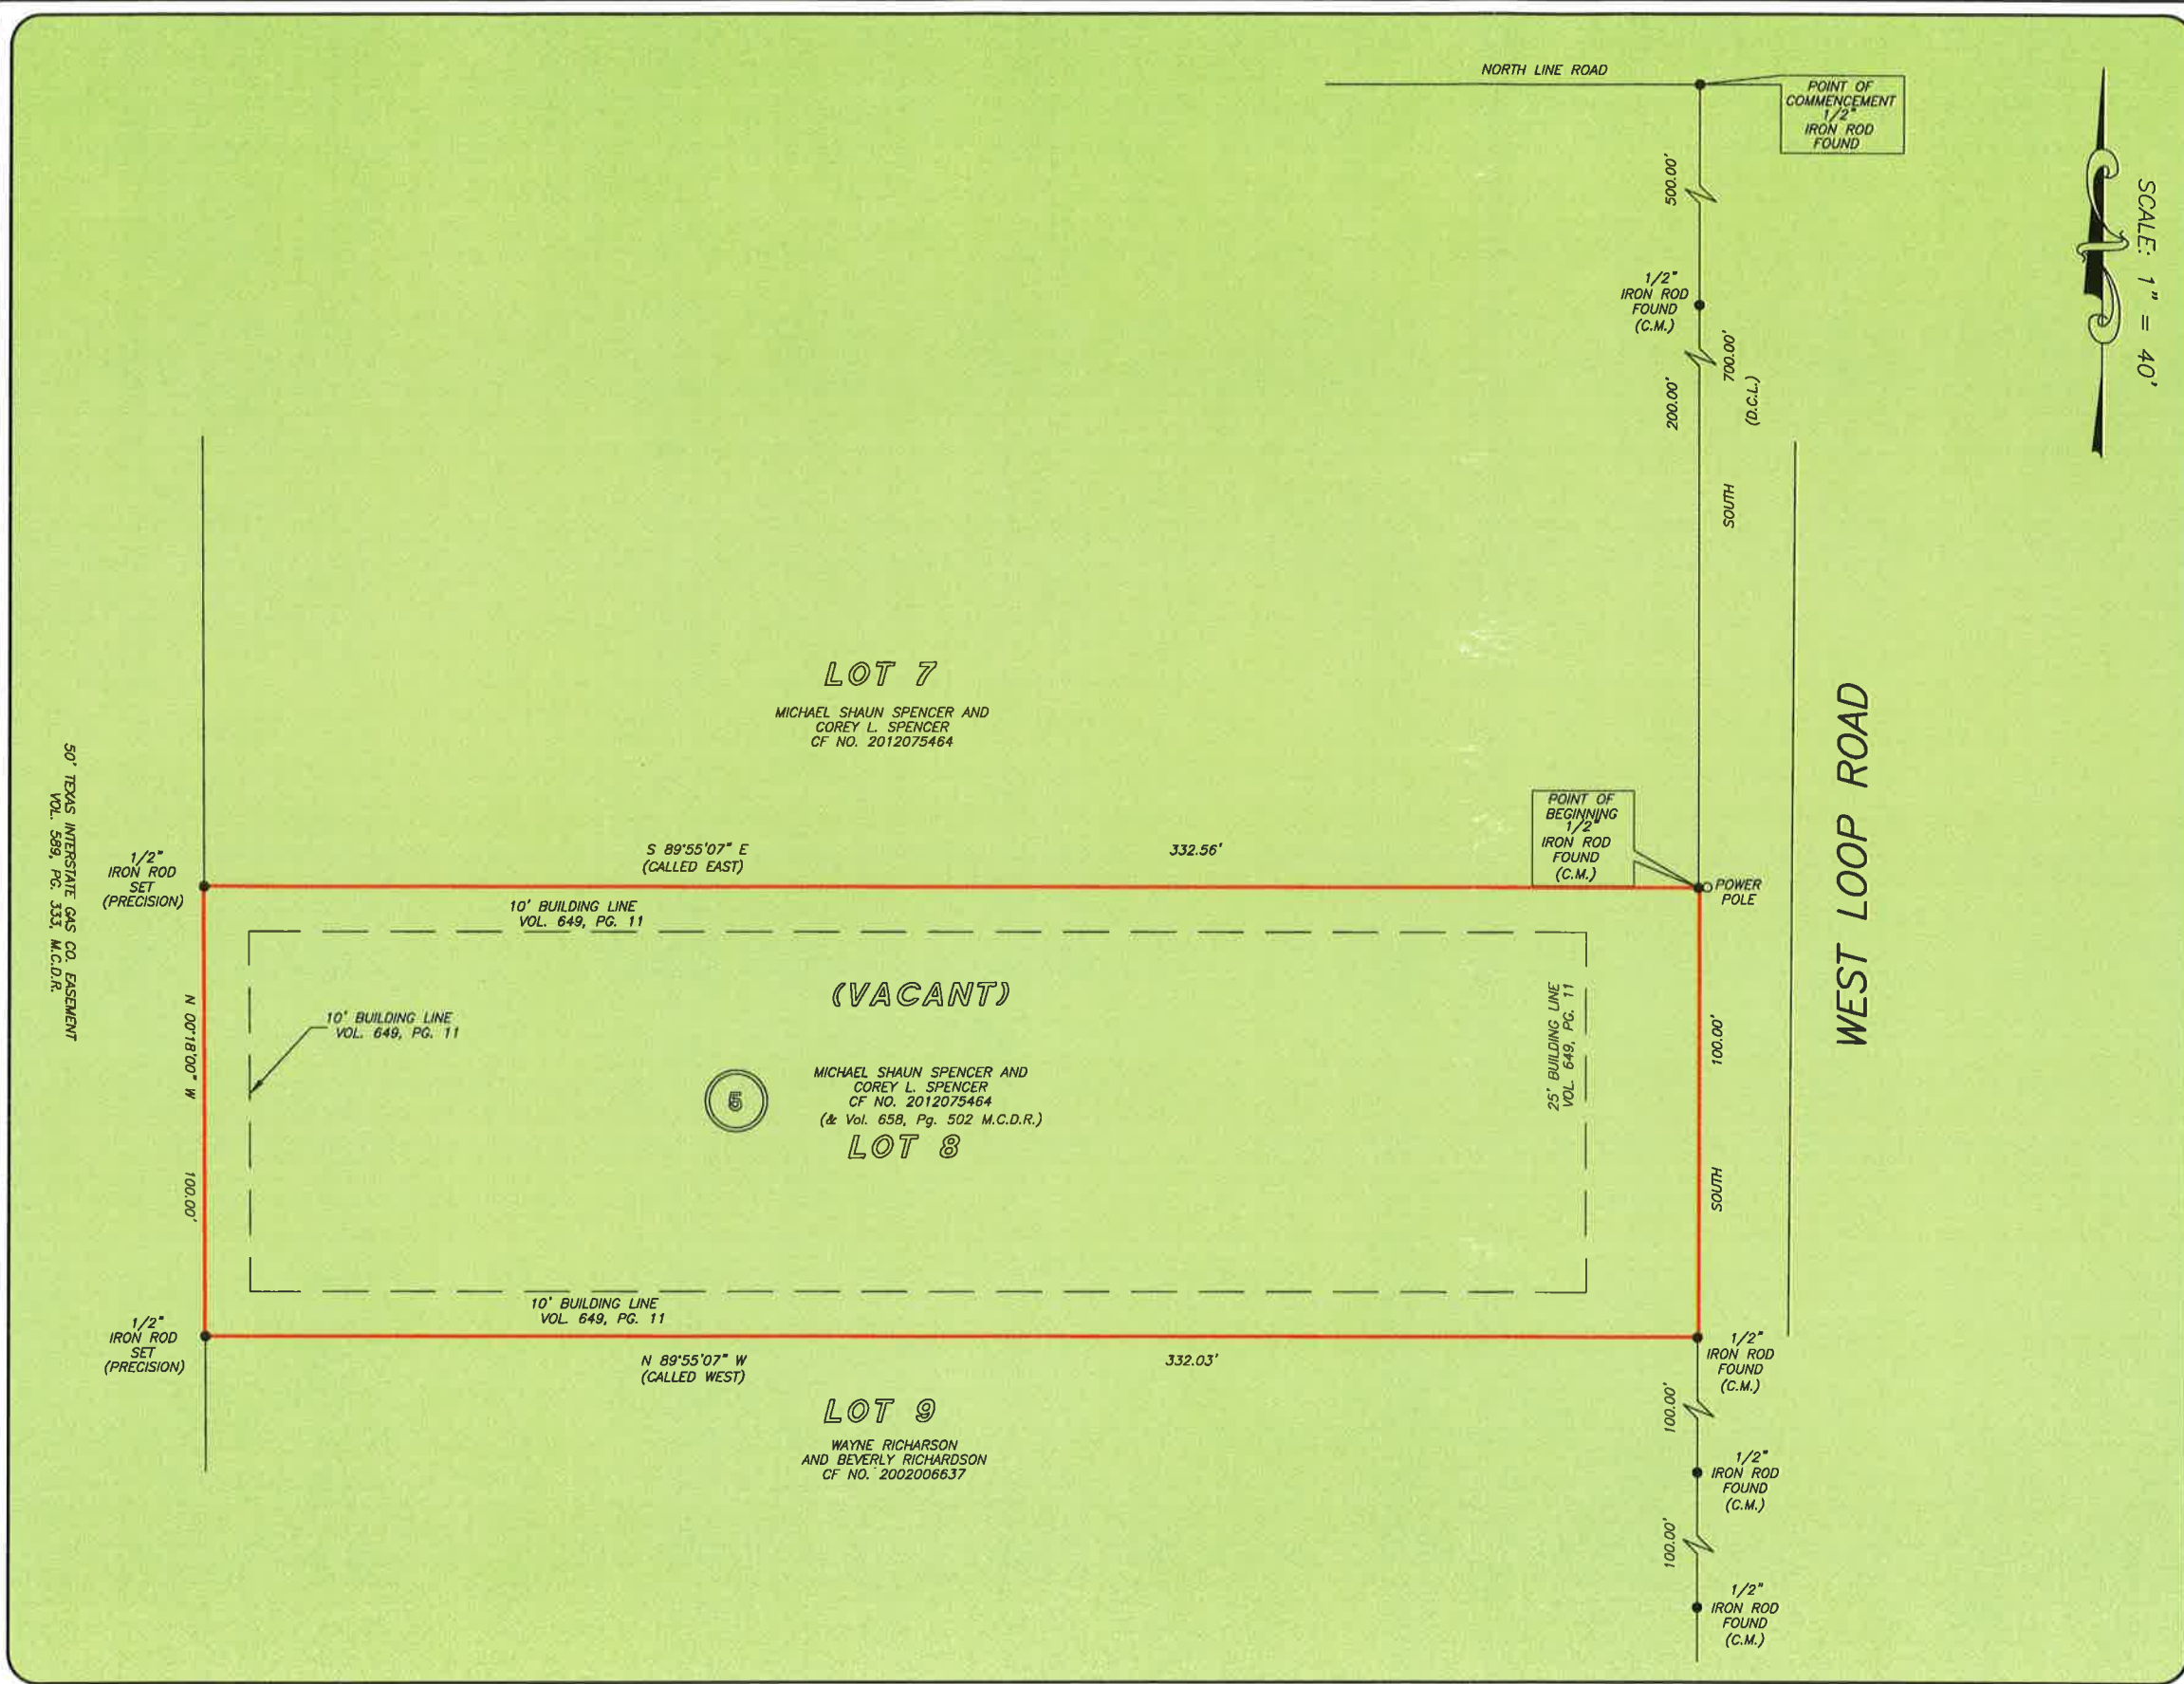 NORTH LINE ROAD
POINT OF
COMMENCEMENT
1/2"
IRON ROD
FOUND
SCALE: 1" = 40'
500.00'
1/2"
IRON ROD
FOUND
(C.M.)
700.00'
(D.C.L.)
200.00'
SOUTH
WEST LOOP ROAD
LOT 7
MICHAEL SHAUN SPENCER AND
COREY L. SPENCER
CF NO. 2012075464
50' TEXAS INTERSTATE GAS CO. EASEMENT
VOL. 589, PG. 333, M.C.D.R.
POINT OF
BEGINNING
1/2"
IRON ROD
FOUND
(C.M.)
POWER
POLE
1/2"
IRON ROD
SET
(PRECISION)
S 89°55'07" E
(CALLED EAST)
332.56'
10' BUILDING LINE
VOL. 649, PG. 11
(VACANT)
10' BUILDING LINE
VOL. 649, PG. 11
25' BUILDING LINE
VOL. 649, PG. 11
N 00°18'00" W
100.00'
100.00'
SOUTH
5
MICHAEL SHAUN SPENCER AND
COREY L. SPENCER
CF NO. 2012075464
(& Vol. 658, Pg. 502 M.C.D.R.)
LOT 8
10' BUILDING LINE
VOL. 649, PG. 11
1/2"
IRON ROD
SET
(PRECISION)
N 89°55'07" W
(CALLED WEST)
332.03'
1/2"
IRON ROD
FOUND
(C.M.)
LOT 9
WAYNE RICHARSON
AND BEVERLY RICHARDSON
CF NO. 2002006637
100.00'
1/2"
IRON ROD
FOUND
(C.M.)
100.00'
1/2"
IRON ROD
FOUND
(C.M.)